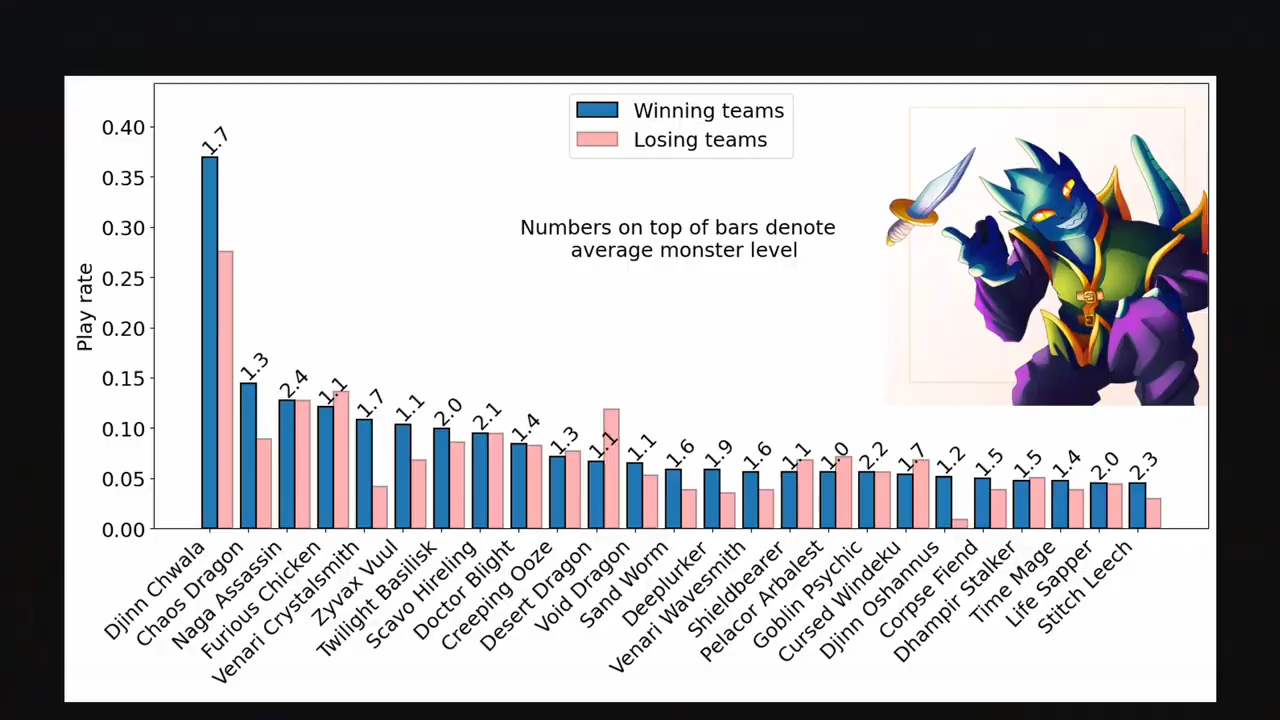 Winning teams
Losing teams
Numbers on top of bars denote
average monster level
Play rate
0.40
0.35
0.30
0.25
0.20
0.15
0.10
0.05
0.00
1.7
1.3
2.4
1.1
1.7
1.1
2.0
2.1
1.4
1.3
1.1
1.1
1.6
1.9
1.6
1.1
1.0
2.2
1.7
1.2
1.5
1.5
1.4
2.0
2.3
Djinn Chwala
Chaos Dragon
Naga Assassin
Furious Chicken
Venari Crystalsmith
Zyvax Vuul
Twilight Basilisk
Scavo Hireling
Doctor Blight
Creeping Ooze
Desert Dragon
Void Dragon
Sand Worm
Deeplurker
Venari Wavesmith
Shieldbearer
Pelacor Arbalest
Goblin Psychic
Cursed Windeku
Djinn Oshannus
Corpse Fiend
Dhampir Stalker
Time Mage
Life Sapper
Stitch Leech